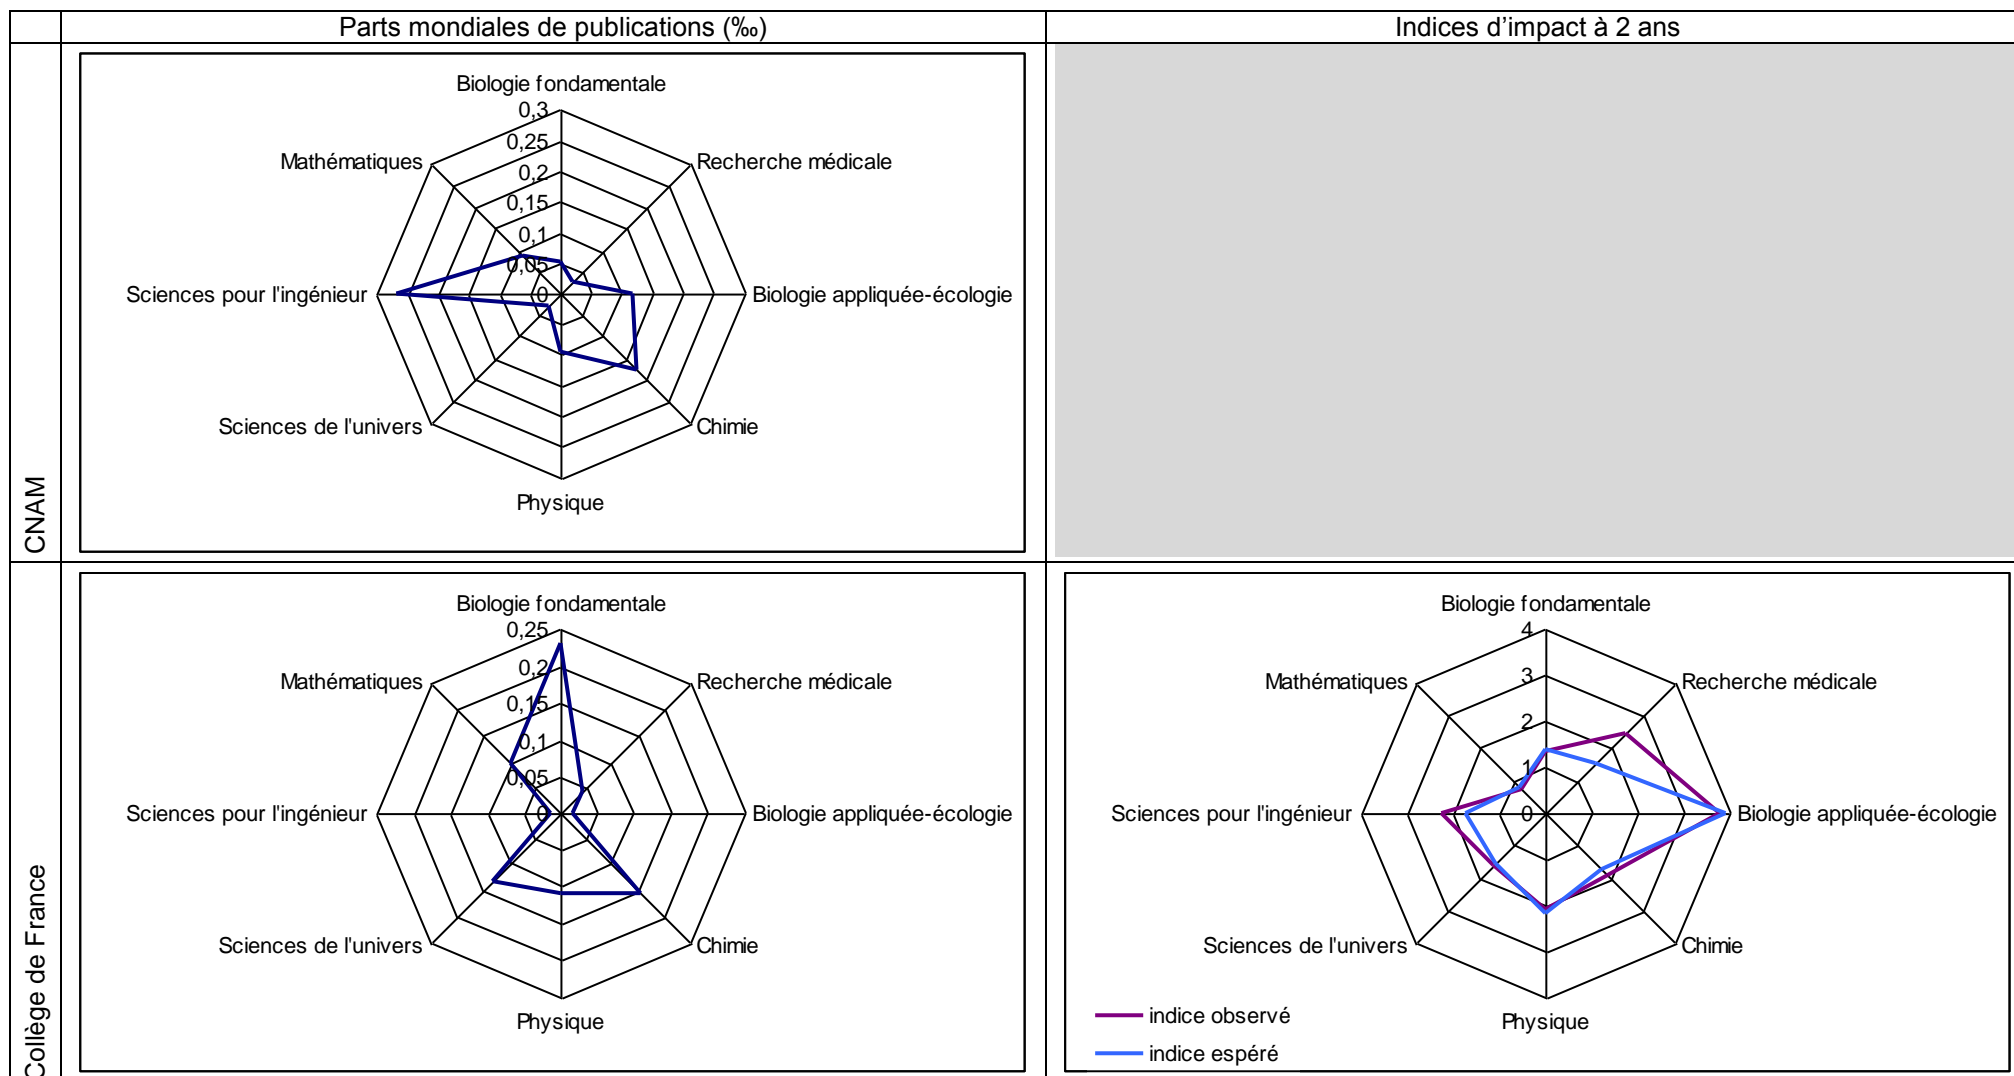 Parts mondiales de publications (‰)
Indices d'impact à 2 ans
CNAM
Biologie fondamentale
0,3
0,25
0,2
0,15
0,1
0,05
0
Mathématiques
Recherche médicale
Sciences pour l'ingénieur
Biologie appliquée-écologie
Sciences de l'univers
Chimie
Physique
Collège de France
Biologie fondamentale
0,25
0,2
0,15
0,1
0,05
0
Mathématiques
Recherche médicale
Sciences pour l'ingénieur
Biologie appliquée-écologie
Sciences de l'univers
Chimie
Physique
Biologie fondamentale
4
3
2
1
0
Mathématiques
Recherche médicale
Sciences pour l'ingénieur
Biologie appliquée-écologie
Sciences de l'univers
Chimie
Physique
indice observé
indice espéré